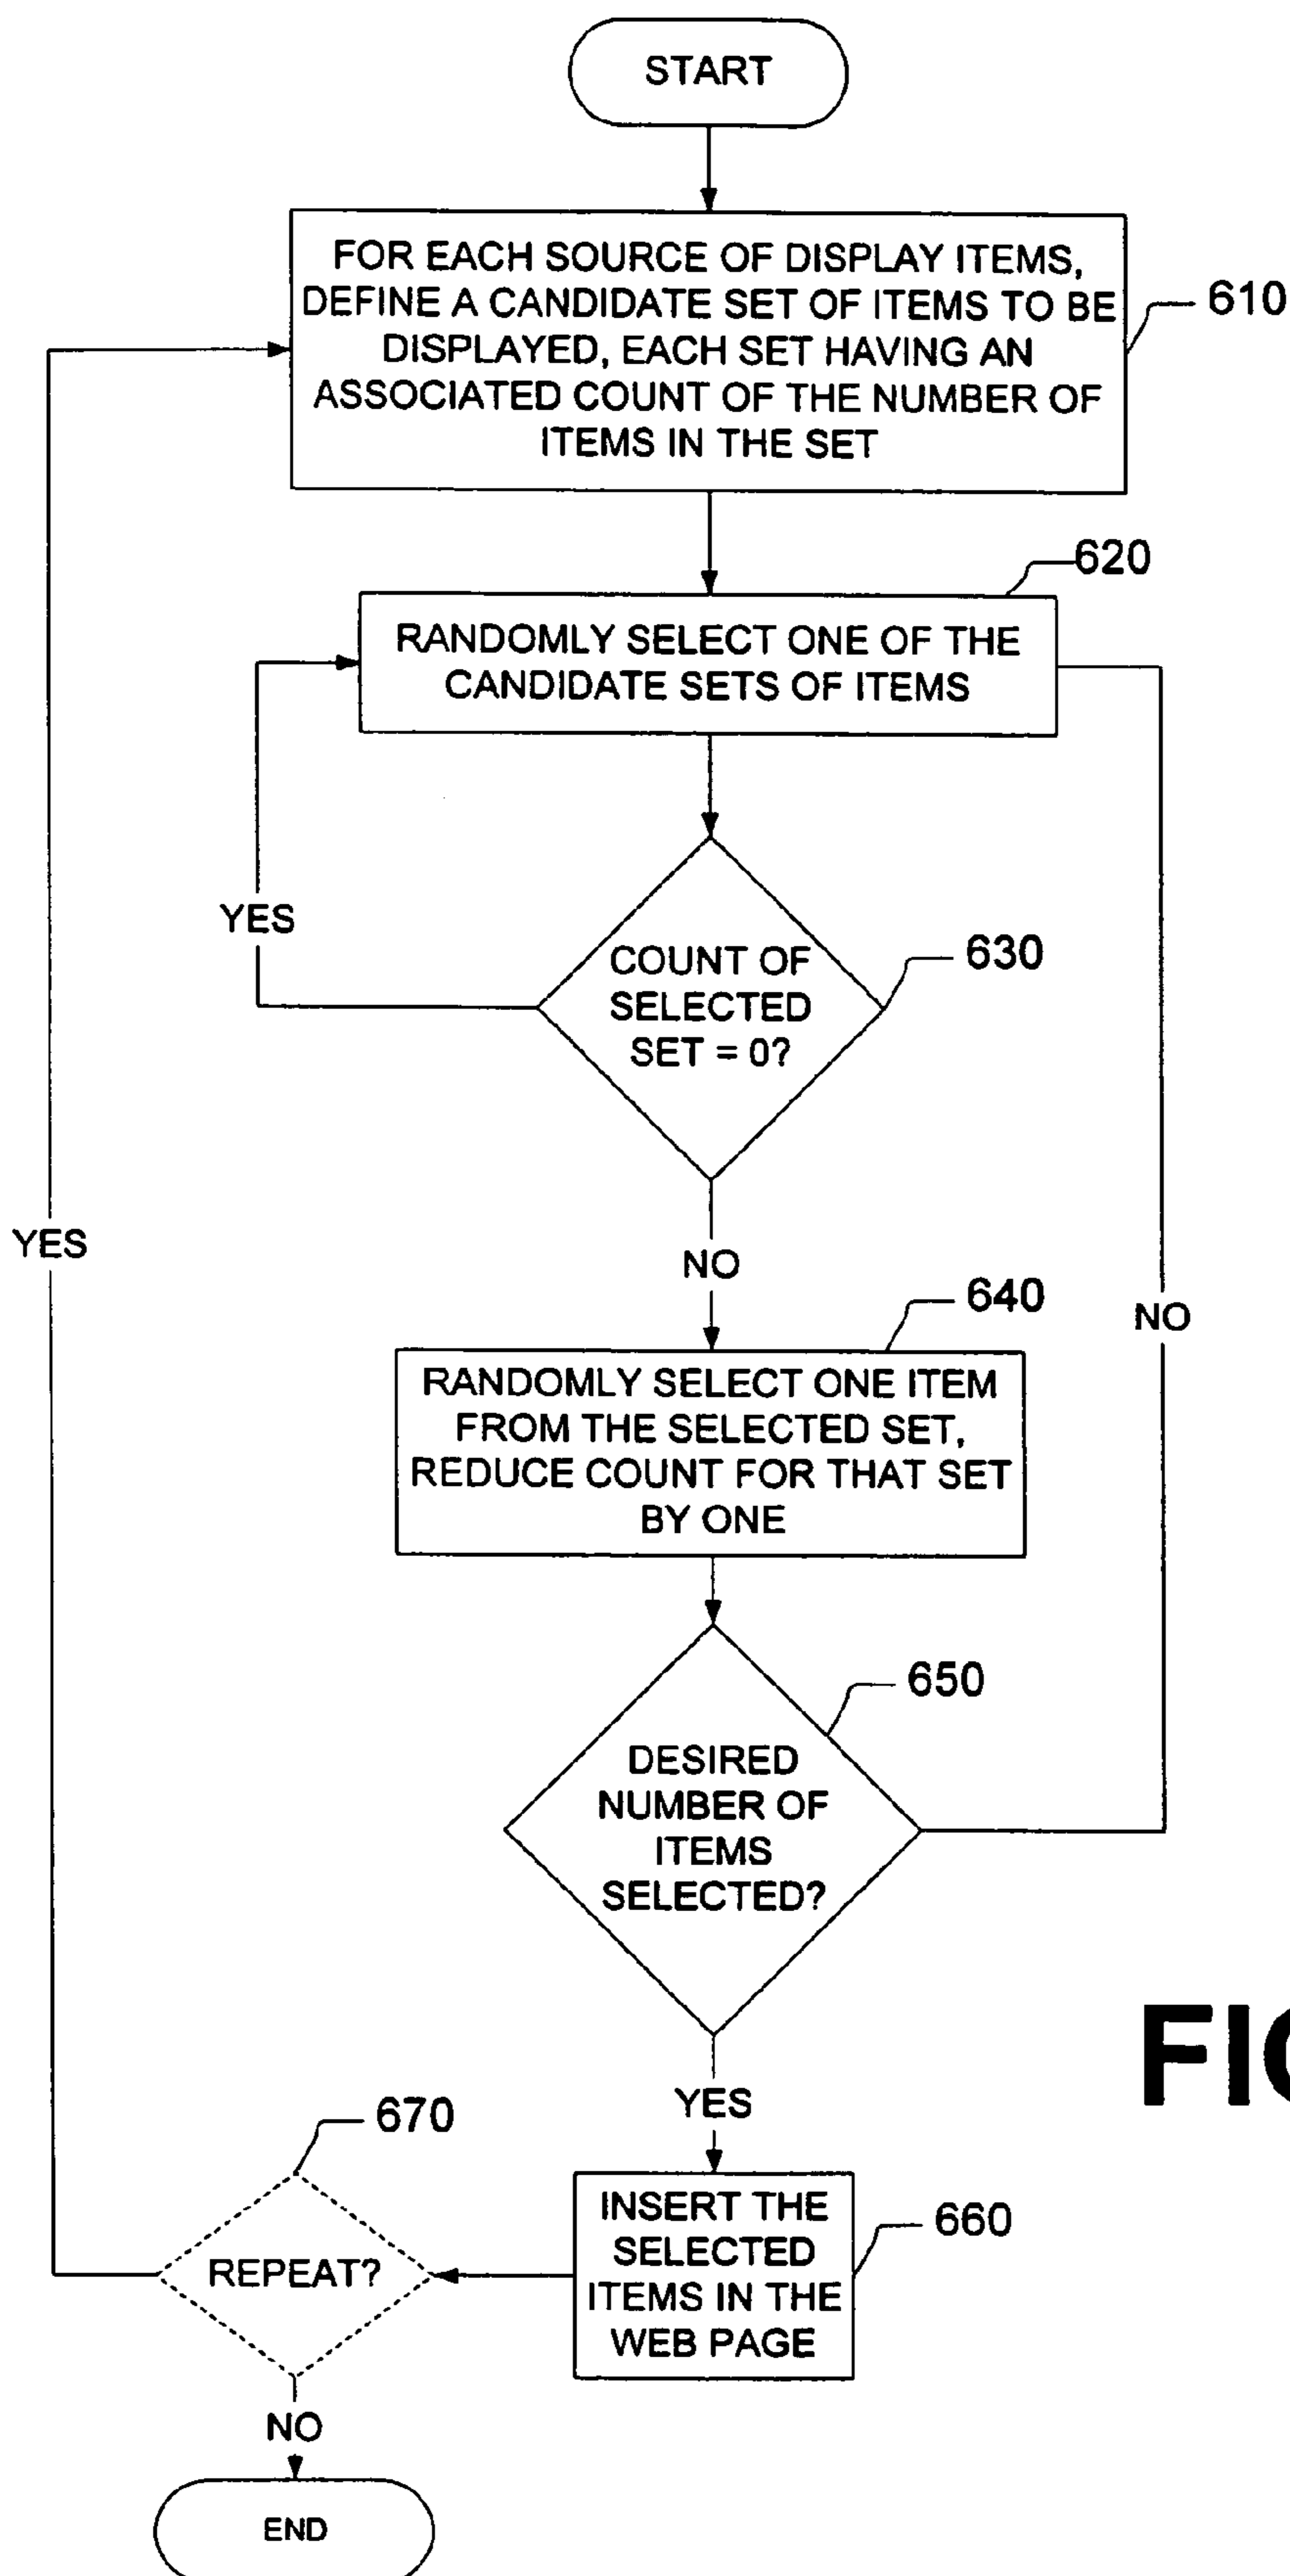 START
FOR EACH SOURCE OF DISPLAY ITEMS,
DEFINE A CANDIDATE SET OF ITEMS TO BE
DISPLAYED, EACH SET HAVING AN
ASSOCIATED COUNT OF THE NUMBER OF
ITEMS IN THE SET
610
620
RANDOMLY SELECT ONE OF THE
CANDIDATE SETS OF ITEMS
YES
COUNT OF
SELECTED
SET = 0?
630
YES
NO
640
NO
RANDOMLY SELECT ONE ITEM
FROM THE SELECTED SET,
REDUCE COUNT FOR THAT SET
BY ONE
650
DESIRED
NUMBER OF
ITEMS
SELECTED?
YES
670
REPEAT?
INSERT THE
SELECTED
ITEMS IN THE
WEB PAGE
660
NO
END